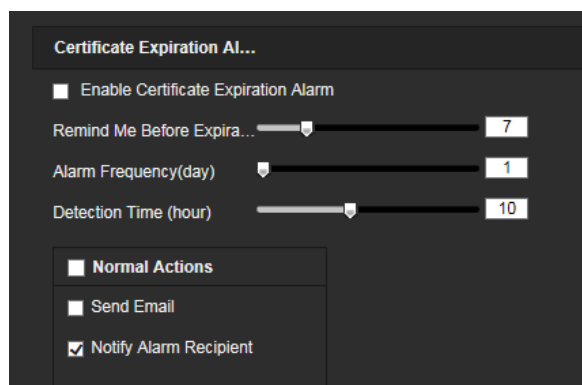 Certificate Expiration Al...
Enable Certificate Expiration Alarm
Remind Me Before Expira... 7
Alarm Frequency(day) 1
Detection Time (hour) 10
Normal Actions
Send Email
Notify Alarm Recipient